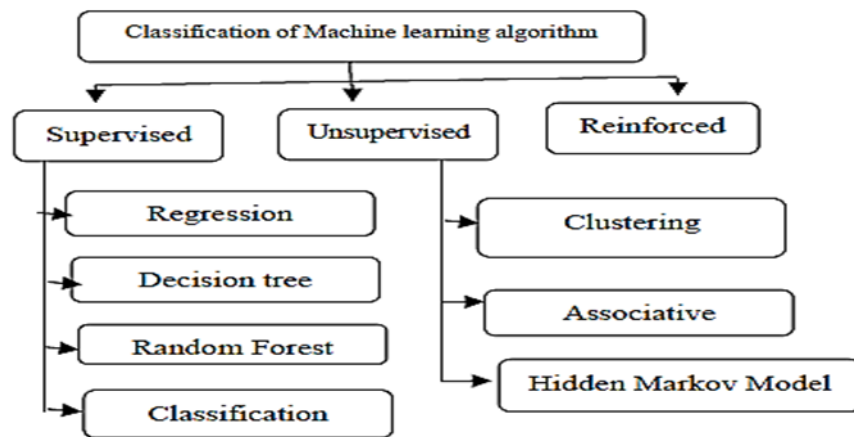 Classification of Machine learning algorithm
Supervised
Unsupervised
Reinforced
Regression
Decision tree
Random Forest
Classification
Clustering
Associative
Hidden Markov Model